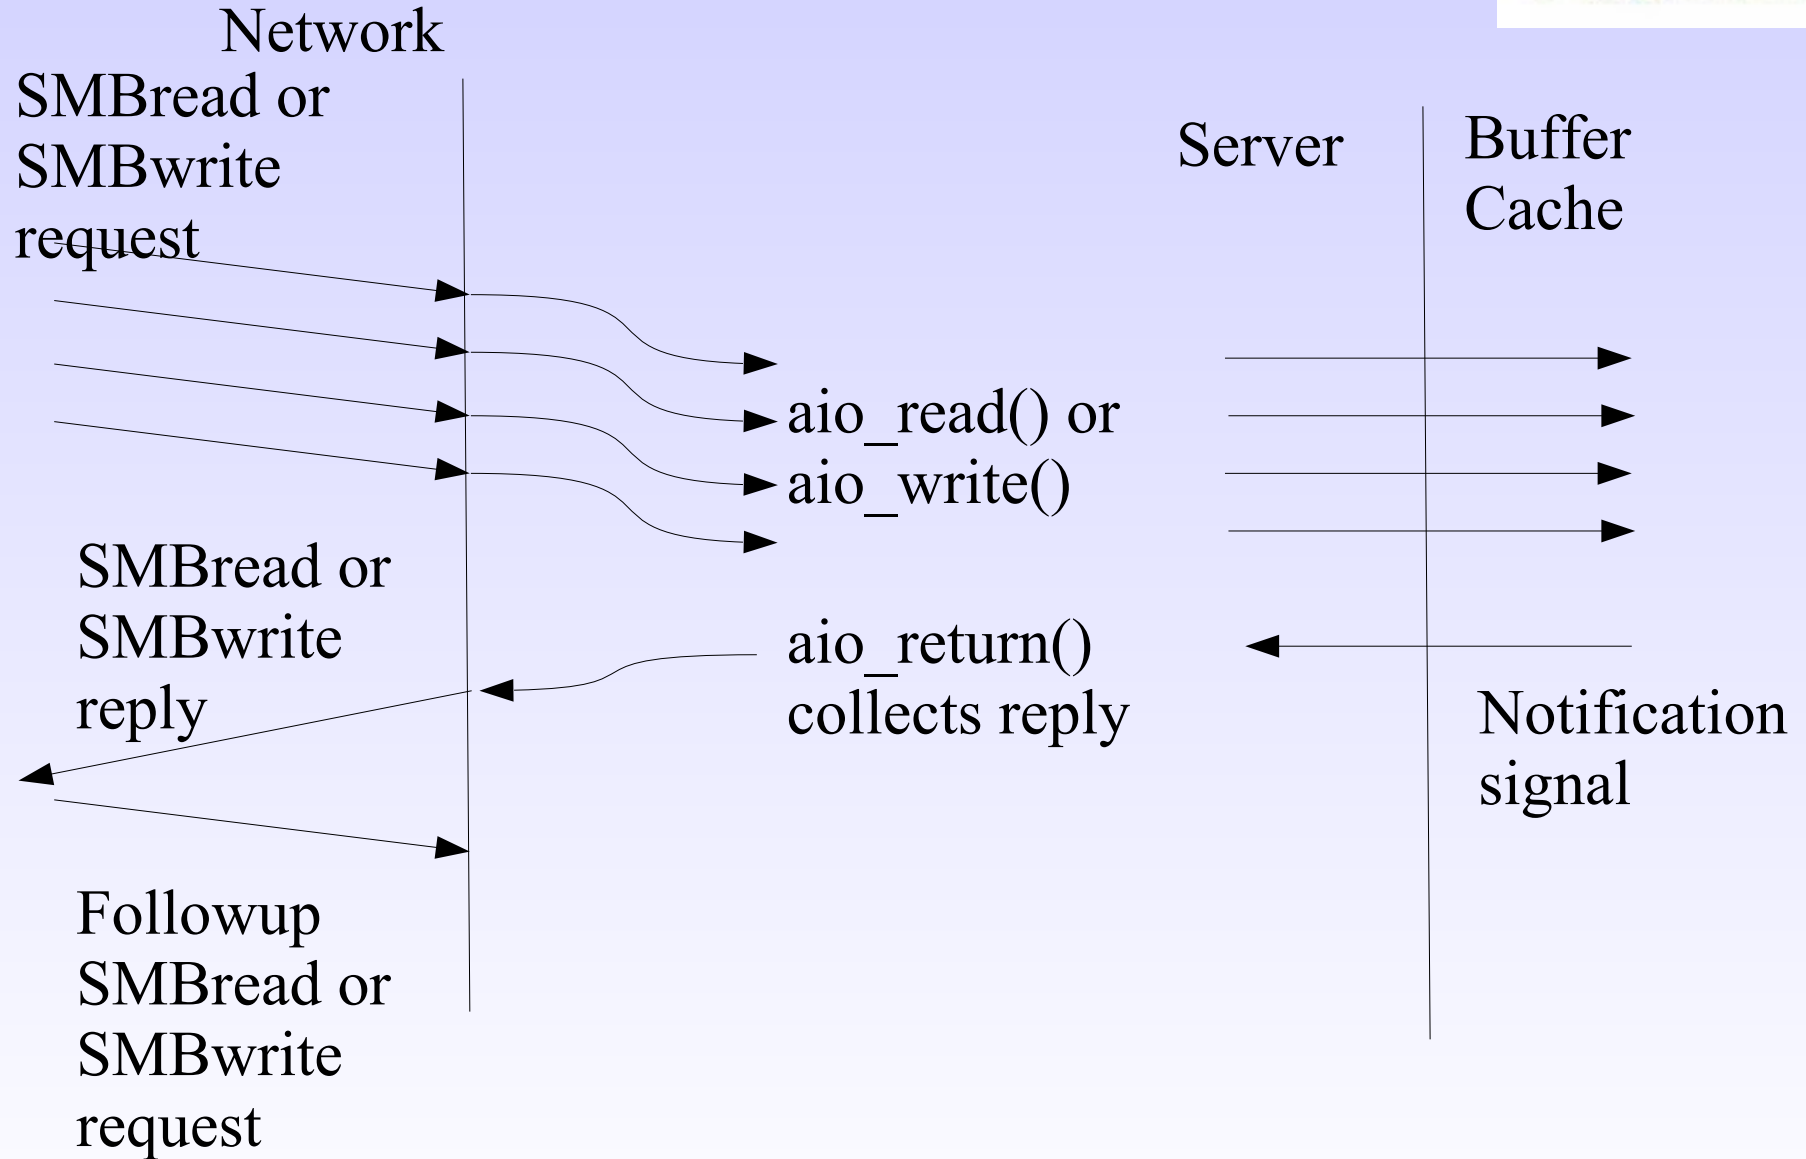 Network
SMBread or
SMBwrite
request
Server
Buffer
Cache
aio_read() or
aio_write()
SMBread or
SMBwrite
reply
aio_return()
collects reply
Notification
signal
Followup
SMBread or
SMBwrite
request